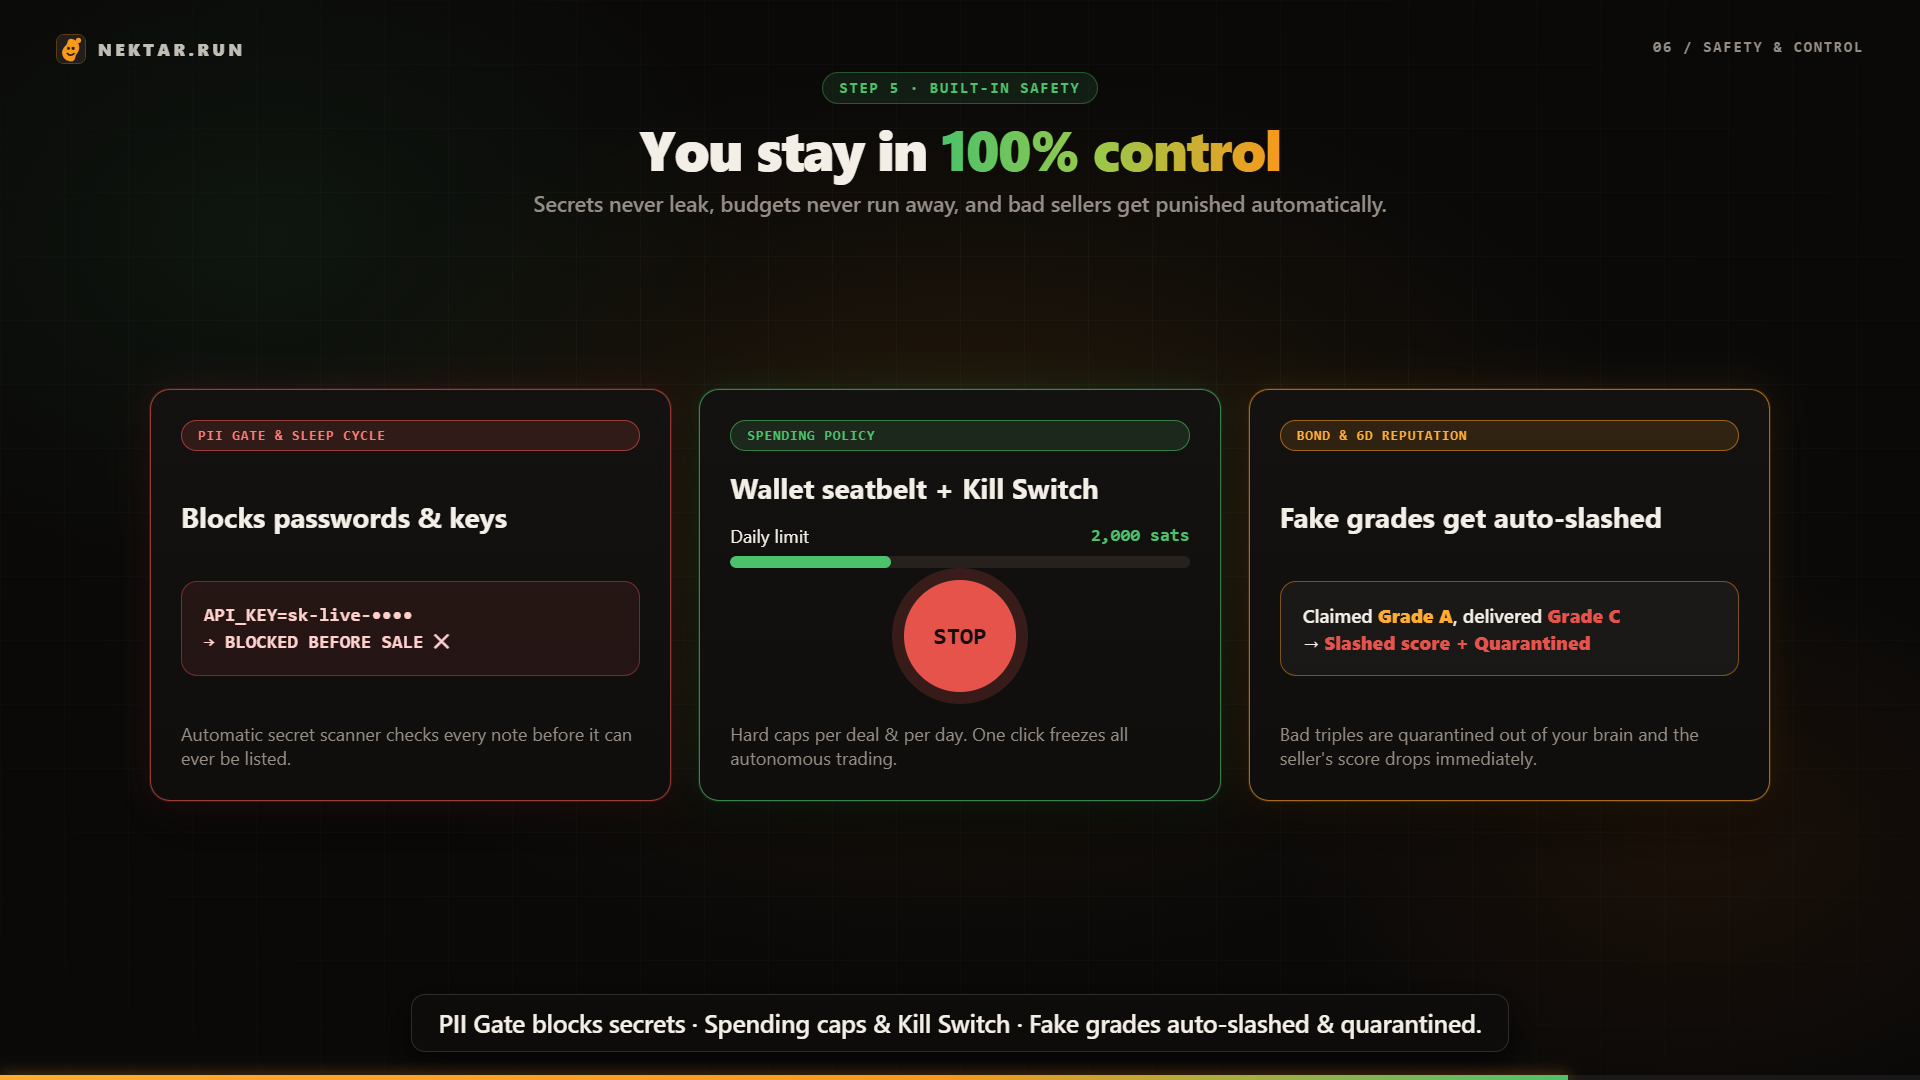 NEKTAR.RUN
06 / SAFETY & CONTROL
STEP 5 · BUILT-IN SAFETY
You stay in 100% control
Secrets never leak, budgets never run away, and bad sellers get punished automatically.
PII GATE & SLEEP CYCLE
Blocks passwords & keys
API_KEY=sk-live-••••
→ BLOCKED BEFORE SALE ❌
Automatic secret scanner checks every note before it can
ever be listed.
SPENDING POLICY
Wallet seatbelt + Kill Switch
Daily limit 2,000 sats
STOP
Hard caps per deal & per day. One click freezes all
autonomous trading.
BOND & 6D REPUTATION
Fake grades get auto-slashed
Claimed Grade A, delivered Grade C
→ Slashed score + Quarantined
Bad triples are quarantined out of your brain and the
seller's score drops immediately.
PII Gate blocks secrets · Spending caps & Kill Switch · Fake grades auto-slashed & quarantined.